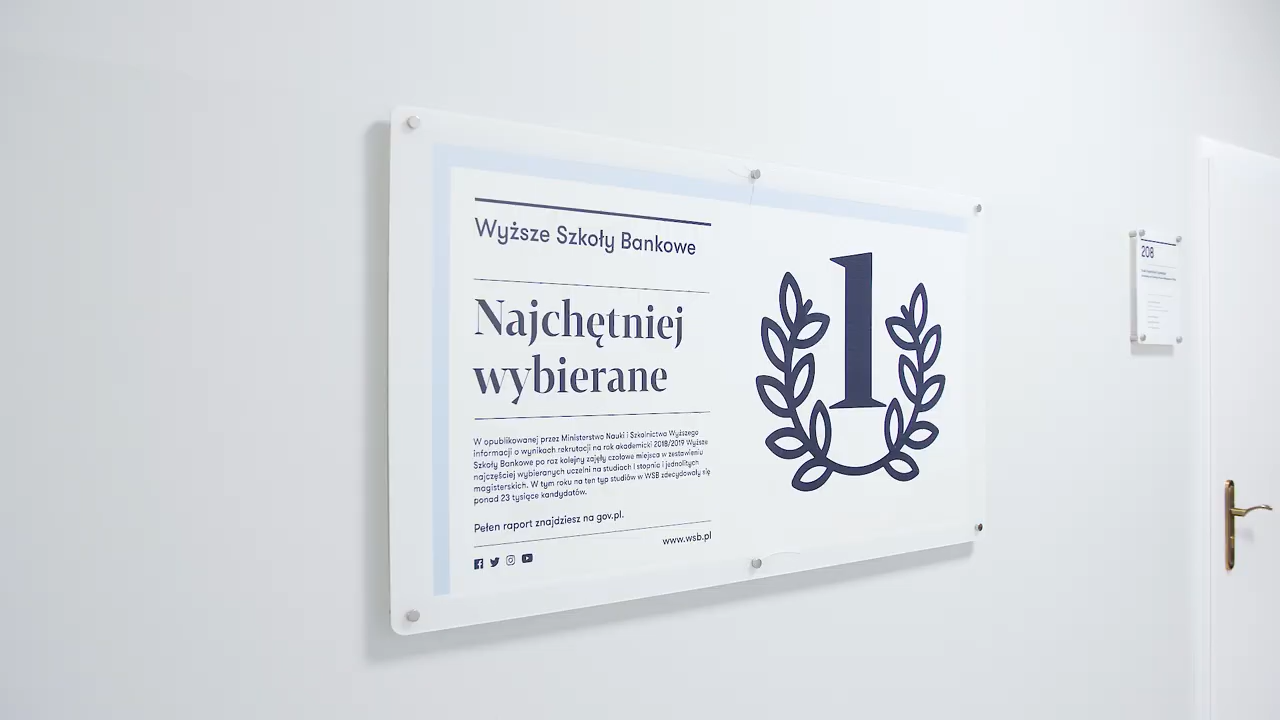 Wyższe Szkoły Bankowe
Najchętniej
wybierane
W opublikowanej przez Ministerstwo Nauki i Szkolnictwa Wyższego
informacji o wynikach rekrutacji na rok akademicki 2018/2019 Wyższe
Szkoły Bankowe po raz kolejny zajęły czołowe miejsca w zestawieniu
najczęściej wybieranych uczelni na studiach I stopnia i jednolitych
magisterskich. W tym roku na ten typ studiów w WSB zdecydowały się
ponad 23 tysiące kandydatów.
Pełen raport znajdziesz na gov.pl.
www.wsb.pl
1
208